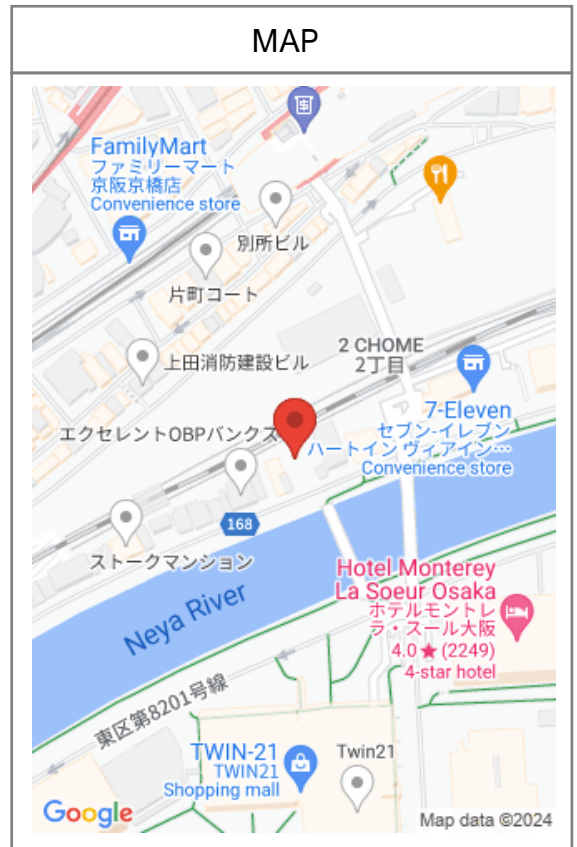 MAP
FamilyMart
ファミリーマート
京阪京橋店
Convenience store
別所ビル
片町コート
上田消防建設ビル
2 CHOME
2丁目
7-Eleven
セブン-イレブン
ハートイン ヴィアイン…
Convenience store
エクセレントOBPバンクス
168
ストークマンション
Neya River
Hotel Monterey
La Soeur Osaka
ホテルモントレ
ラ・スール大阪
4.0★(2249)
4-star hotel
東区第8201号線
TWIN-21
TWIN21
Shopping mall
Twin21
Google
Map data ©2024